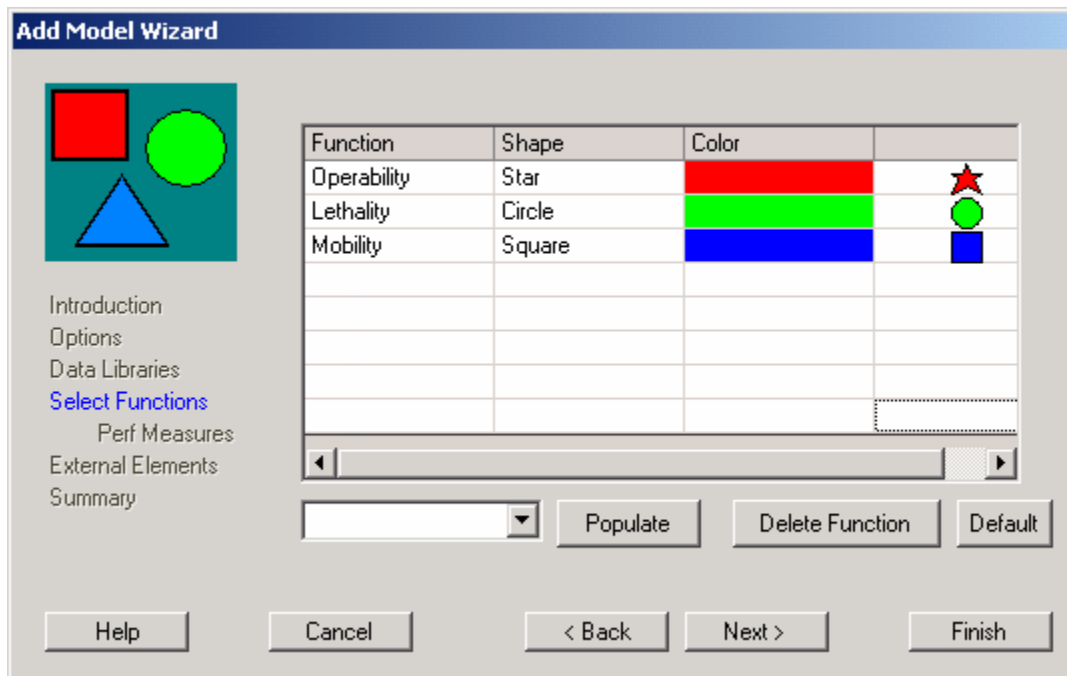 Add Model Wizard
Function Shape Color
Operability Star
Lethality Circle
Mobility Square
Introduction
Options
Data Libraries
Select Functions
Perf Measures
External Elements
Summary
Populate Delete Function Default
Help Cancel < Back Next > Finish